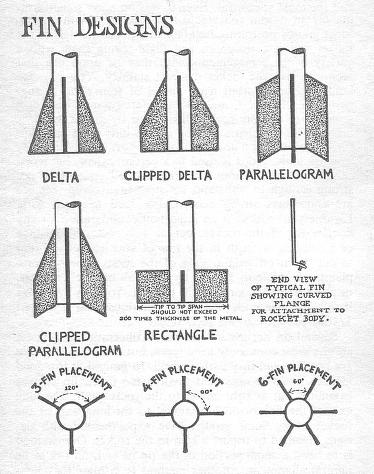 FIN DESIGNS
DELTA
CLIPPED DELTA
PARALLELOGRAM
CLIPPED
PARALLELOGRAM
TIP TO TIP SPAN
SHOULD NOT EXCEED
200 TIMES THICKNESS OF THE METAL
RECTANGLE
END VIEW
OF TYPICAL FIN
SHOWING CURVED
FLANGE
FOR ATTACHMENT TO
ROCKET BODY.
3-FIN PLACEMENT
120°
4-FIN PLACEMENT
90°
6-FIN PLACEMENT
60°